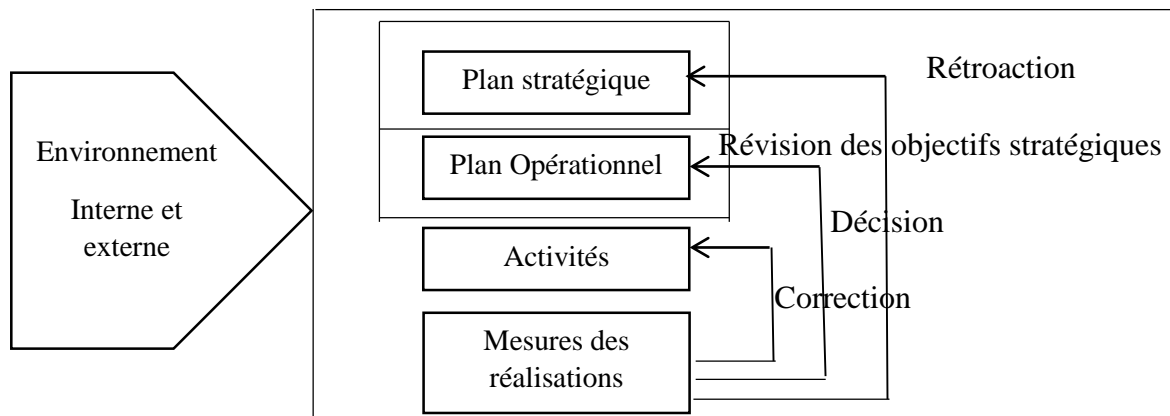 Plan stratégique
Rétroaction
Environnement
Interne et
externe
Plan Opérationnel
Révision des objectifs stratégiques
Décision
Activités
Correction
Mesures des
réalisations